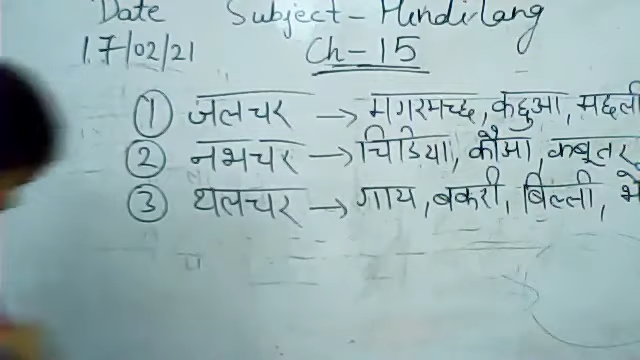 Date Subject - Hindi lang
17/02/21 Ch - 15
① जलचर → मगरमच्छ, कछुआ, मछली
② नभचर → चिडिया, कौआ, कबूतर
③ थलचर → गाय, बकरी, बिल्ली,